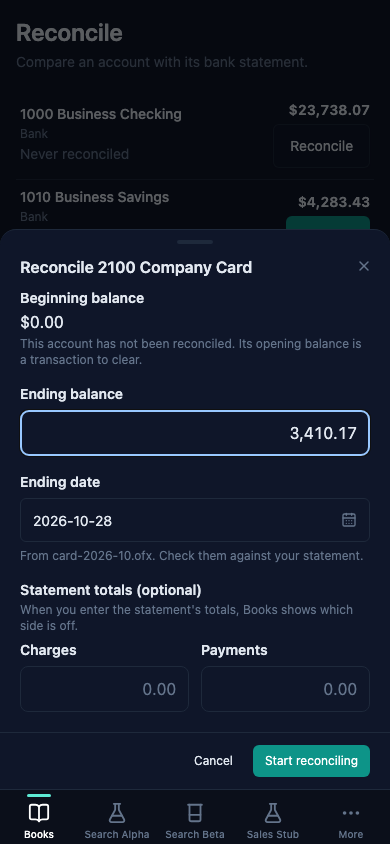 Reconcile
Compare an account with its bank statement.
1000 Business Checking
$23,738.07
Bank
Never reconciled
Reconcile
1010 Business Savings
$4,283.43
Bank
Reconcile 2100 Company Card
Beginning balance
$0.00
This account has not been reconciled. Its opening balance is
a transaction to clear.
Ending balance
3,410.17
Ending date
2026-10-28
From card-2026-10.ofx. Check them against your statement.
Statement totals (optional)
When you enter the statement's totals, Books shows which
side is off.
Charges
Payments
0.00
0.00
Cancel
Start reconciling
Books
Search Alpha
Search Beta
Sales Stub
More